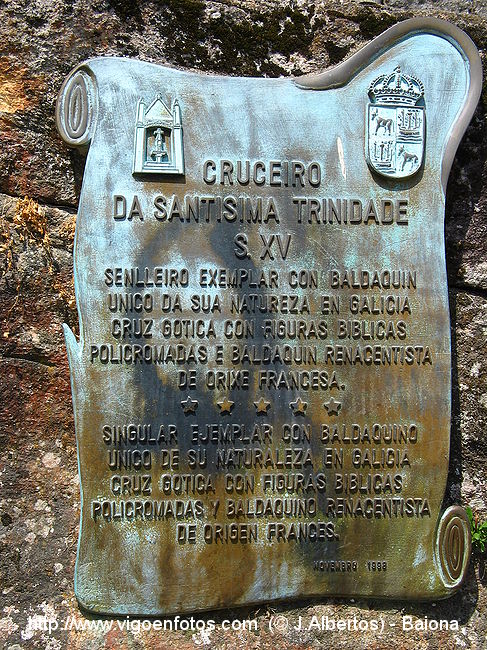 CRUCEIRO
DA SANTISIMA TRINIDADE
S. XV
SENLLEIRO EXEMPLAR CON BALDAQUIN
UNICO DA SUA NATUREZA EN GALICIA
CRUZ GOTICA CON FIGURAS BIBLICAS
POLICROMADAS E BALDAQUIN RENACENTISTA
DE ORIXE FRANCESA.
SINGULAR EJEMPLAR CON BALDAQUINO
UNICO DE SU NATURALEZA EN GALICIA
CRUZ GOTICA CON FIGURAS BIBLICAS
POLICROMADAS Y BALDAQUINO RENACENTISTA
DE ORIGEN FRANCES.
NOVEMBRO 1998
http://www.vigoenfotos.com (© J.Albertos) - Baiona